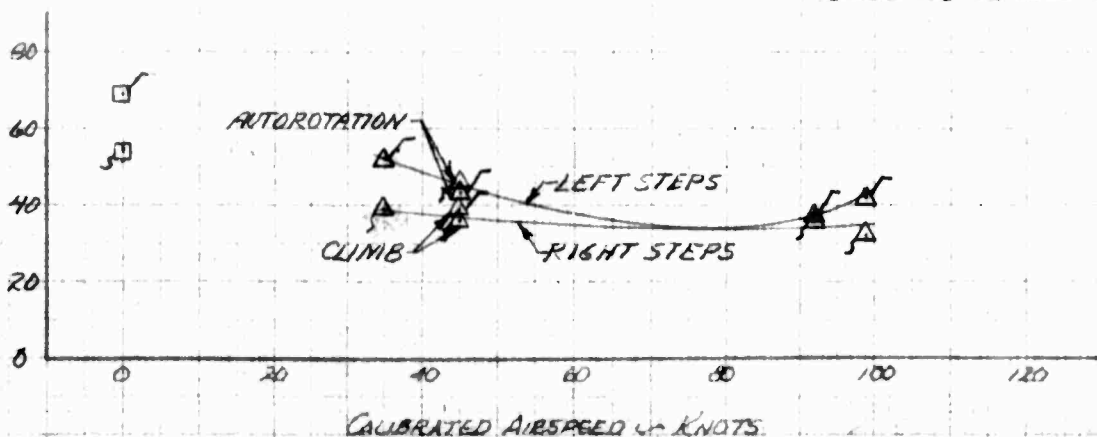 80
60
AUTOROTATION
LEFT STEPS
40
CLIMB
RIGHT STEPS
20
0
0 20 40 60 80 100 120
CALIBRATED AIRSPEED ~ KNOTS